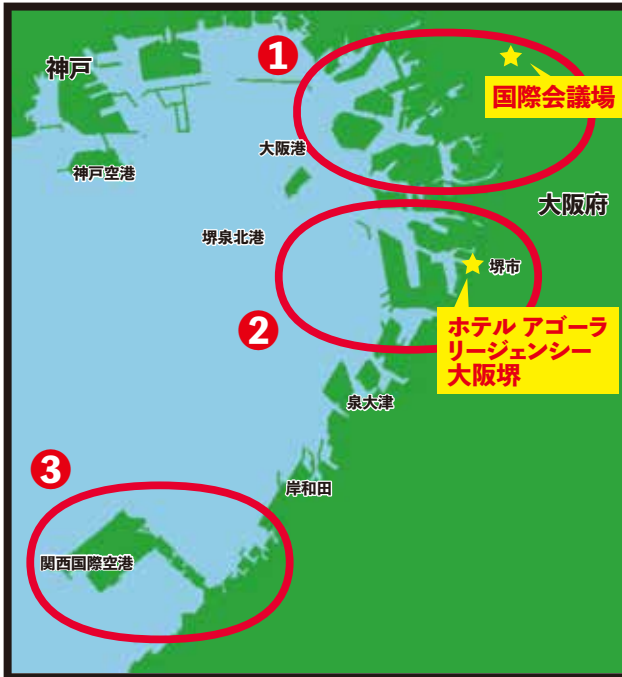 神戸
1
国際会議場
大阪港
神戸空港
大阪府
堺泉北港
堺市
2
ホテル アゴーラ
リージェンシー
大阪堺
泉大津
3
岸和田
関西国際空港